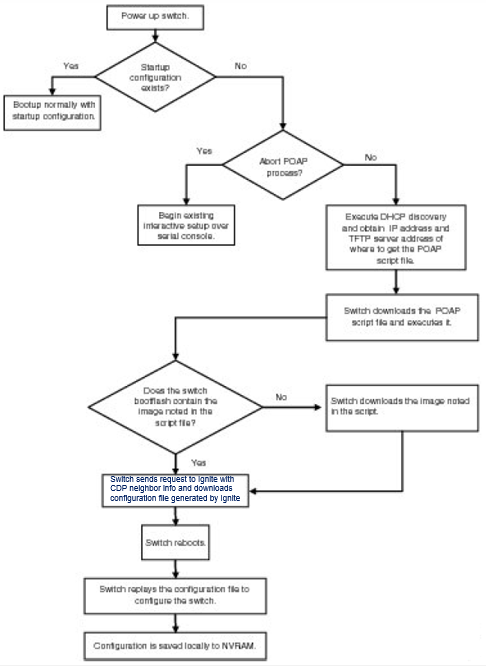 Power up switch.
Startup
configuration
exists?
Yes
No
Bootup normally with
startup configuration.
Abort POAP
process?
Yes
No
Begin existing
interactive setup over
serial console.
Execute DHCP discovery
and obtain IP address and
TFTP server address of
where to get the POAP
script file.
Switch downloads the POAP
script file and executes it.
Does the switch
bootflash contain the
image noted in the
script file?
No
Switch downloads the image noted
in the script.
Yes
Switch sends request to Ignite with
CDP neighbor info and downloads
configuration file generated by Ignite
Switch reboots.
Switch replays the configuration file to
configure the switch.
Configuration is saved locally to NVRAM.